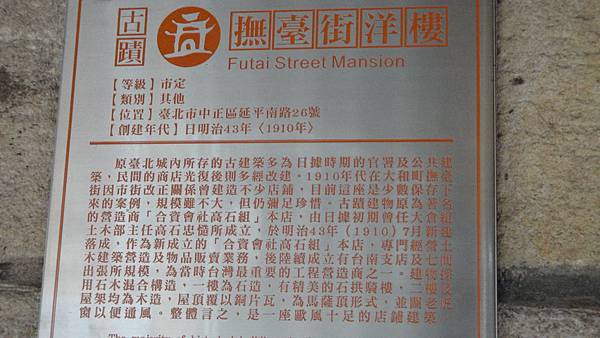 古蹟
撫臺街洋樓
Futai Street Mansion
【等級】市定
【類別】其他
【位置】臺北市中正區延平南路26號
【創建年代】日明治43年〈1910年〉
原臺北城內所存的古建築多為日據時期的官署及公共建
築，民間的商店光復後則多經改建。1910年代在大和町撫臺
街因市街改正關係曾建造不少店鋪，目前這座是少數保存下
來的案例，規模雖不大，但仍彌足珍惜。古蹟建物原為著名
的營造商「合資會社高石組」本店，由日據初期曾任大倉組
土木部主任高石忠慥所成立，於明治43年（1910）7月新建
落成，作為新成立的「合資會社高石組」本店，專門經營土
木建築營造及物品販賣業務，後陸續成立有台南支店及七間
出張所規模，為當時台灣最重要的工程營造商之一。建物採
用石木混合構造，一樓為石造，有精美的石拱騎樓，二樓及
屋架均為木造，屋頂覆以銅片瓦，為馬薩頂形式，並闢老虎
窗以便通風。整體言之，是一座歐風十足的店鋪建築
The majority of historical